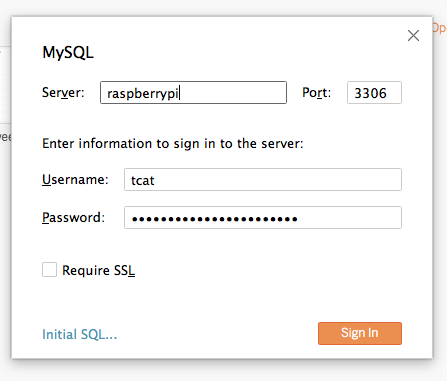 MySQL
Server: raspberrypi Port: 3306
Enter information to sign in to the server:
Username: tcat
Password: •••••••••••••••••••••••
Require SSL
Initial SQL... Sign In